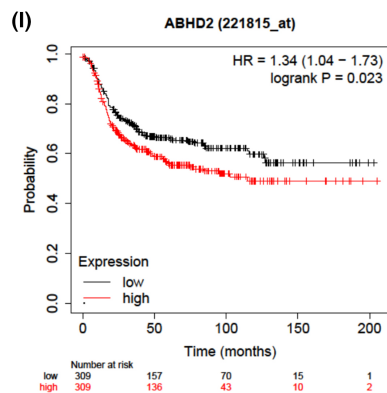 (I)
ABHD2 (221815_at)
HR = 1.34 (1.04 − 1.73)
logrank P = 0.023
Probability
1.0
0.8
0.6
0.4
0.2
0.0
Expression
low
high
0 50 100 150 200
Time (months)
Number at risk
low 309 157 70 15 1
high 309 136 43 10 2